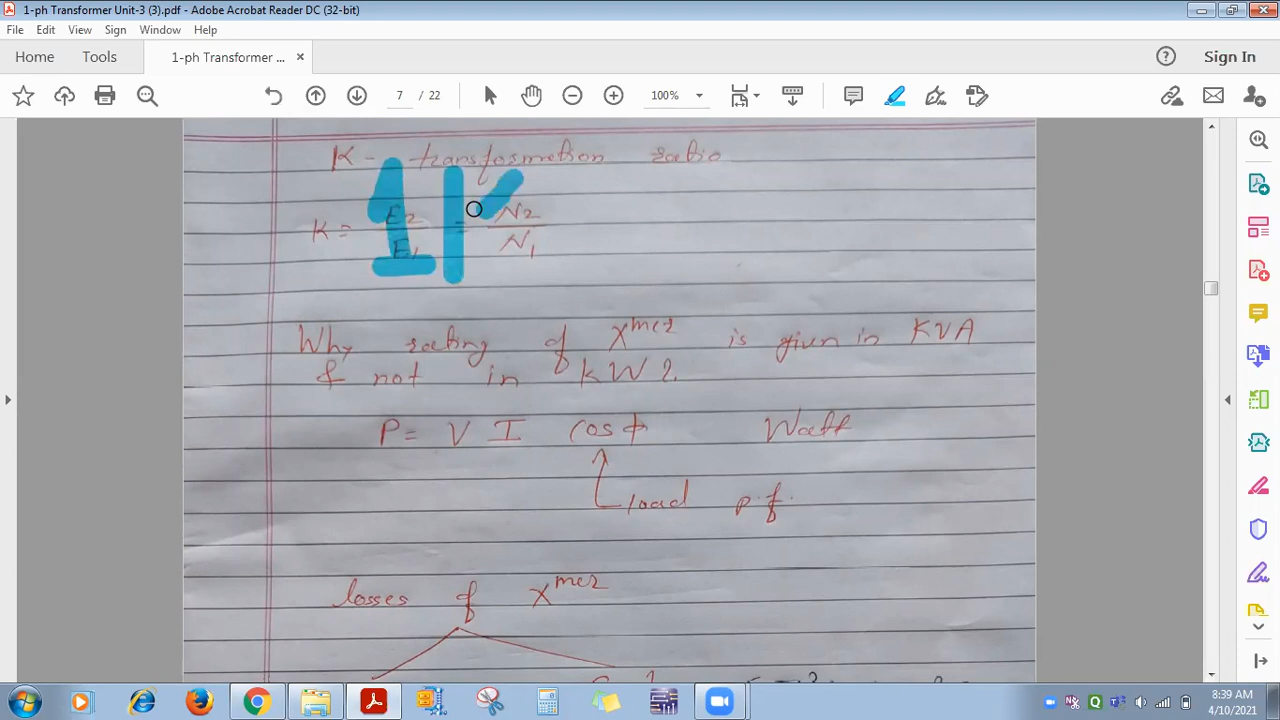 1-ph Transformer Unit-3 (3).pdf - Adobe Acrobat Reader DC (32-bit)
File Edit View Sign Window Help
Home Tools 1-ph Transformer ... Sign In
7 / 22 100%
K - transformation ratio
K = E2/E1 = N2/N1
1K
Why rating of Xmer is given in KVA
& not in kW ?.
P = V I Cos ϕ Watt
load p.f.
losses of Xmer
8:39 AM
4/10/2021